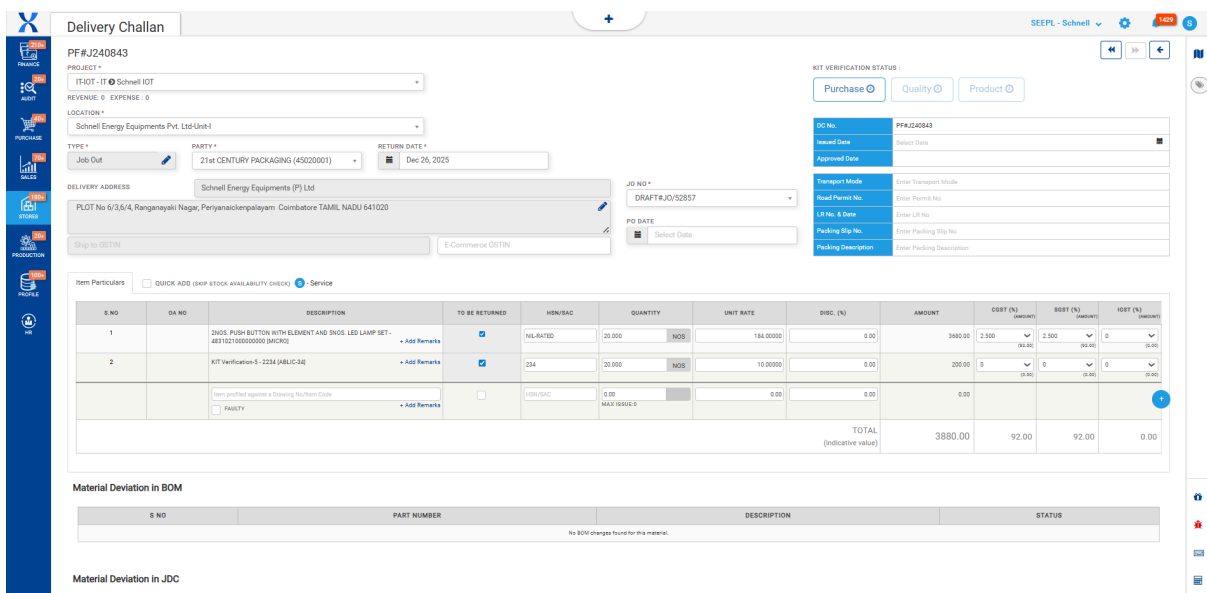 Delivery Challan
+
SEEPL - Schnell
1429
S
210+
FINANCE
20+
AUDIT
40+
PURCHASE
70+
SALES
180+
STORES
20+
PRODUCTION
100+
PROFILE
HR
PF#J240843
PROJECT *
IT-IOT - IT Schnell IOT
REVENUE: 0 EXPENSE : 0
LOCATION *
Schnell Energy Equipments Pvt. Ltd-Unit-I
TYPE *
PARTY *
RETURN DATE *
Job Out
21st CENTURY PACKAGING (45020001)
Dec 26, 2025
DELIVERY ADDRESS
Schnell Energy Equipments (P) Ltd
PLOT No 6/3,6/4, Ranganayaki Nagar, Periyanaickenpalayam Coimbatore TAMIL NADU 641020
Ship to GSTIN
E-Commerce GSTIN
JO NO *
DRAFT#JO/52857
PO DATE
Select Date
KIT VERIFICATION STATUS :
Purchase
Quality
Product
DC No. PF#J240843
Issued Date Select Date
Approved Date
Transport Mode Enter Transport Mode
Road Permit No. Enter Permit No
LR No. & Date Enter LR No
Packing Slip No. Enter Packing Slip No
Packing Description Enter Packing Description
Item Particulars
QUICK ADD (SKIP STOCK AVAILABILITY CHECK) S - Service
S.NO OA NO DESCRIPTION TO BE RETURNED HSN/SAC QUANTITY UNIT RATE DISC. (%) AMOUNT CGST (%) (AMOUNT) SGST (%) (AMOUNT) IGST (%) (AMOUNT)
1 2NOS. PUSH BUTTON WITH ELEMENT AND 5NOS. LED LAMP SET - NIL-RATED 20.000 NOS 184.00000 0.00 3680.00 2.500 2.500 0
4831021000000000 [MICRO] + Add Remarks (92.00) (92.00) (0.00)
2 KIT Verification-5 - 2234 [ABLIC-34] 234 20.000 NOS 10.00000 0.00 200.00 0 0 0
+ Add Remarks (0.00) (0.00) (0.00)
Item profiled against a Drawing No/Item Code HSN/SAC 0.00 0.00 0.00 0.00
FAULTY + Add Remarks MAX ISSUE:0
+
TOTAL 3880.00 92.00 92.00 0.00
(indicative value)
Material Deviation in BOM
S NO PART NUMBER DESCRIPTION STATUS
No BOM changes found for this material.
Material Deviation in JDC